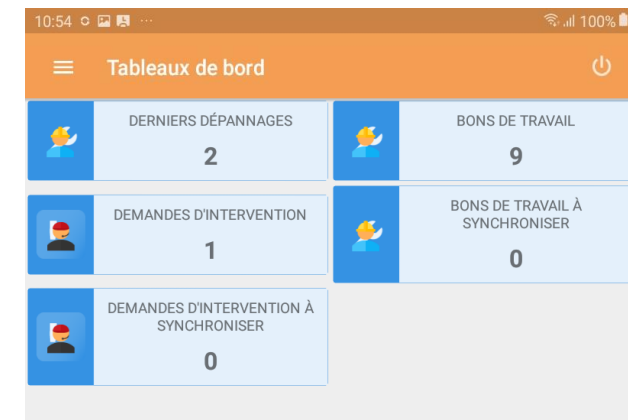 10:54 ... 100%
Tableaux de bord
DERNIERS DÉPANNAGES
2
BONS DE TRAVAIL
9
DEMANDES D'INTERVENTION
1
BONS DE TRAVAIL À
SYNCHRONISER
0
DEMANDES D'INTERVENTION À
SYNCHRONISER
0